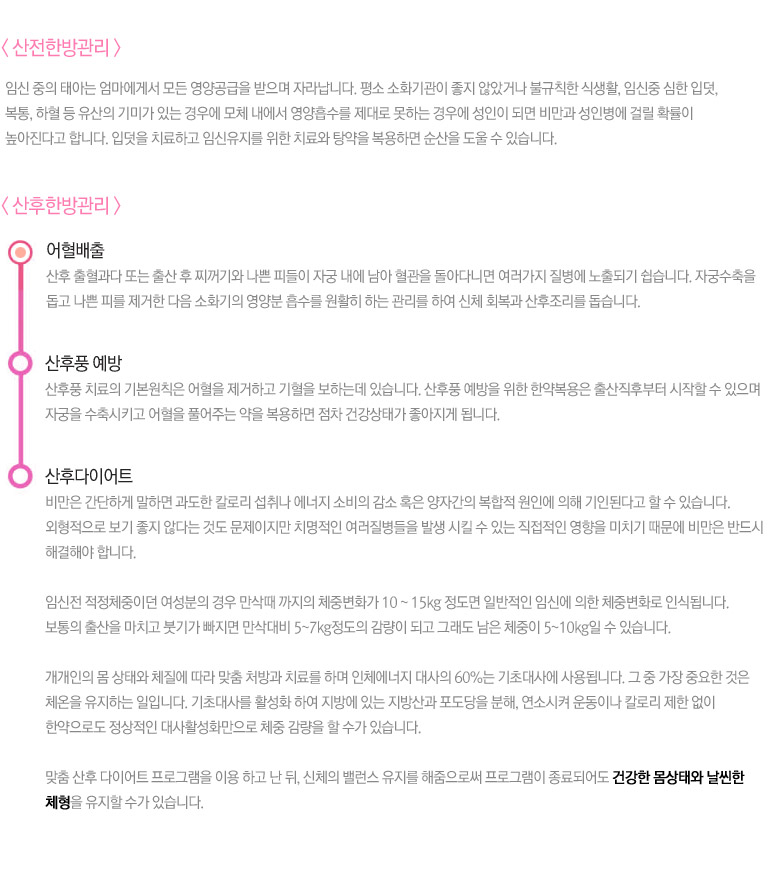 〈 산전한방관리 〉
임신 중의 태아는 엄마에게서 모든 영양공급을 받으며 자라납니다. 평소 소화기관이 좋지 않았거나 불규칙한 식생활, 임신중 심한 입덧,
복통, 하혈 등 유산의 기미가 있는 경우에 모체 내에서 영양흡수를 제대로 못하는 경우에 성인이 되면 비만과 성인병에 걸릴 확률이
높아진다고 합니다. 입덧을 치료하고 임신유지를 위한 치료와 탕약을 복용하면 순산을 도울 수 있습니다.
〈 산후한방관리 〉
어혈배출
산후 출혈과다 또는 출산 후 찌꺼기와 나쁜 피들이 자궁 내에 남아 혈관을 돌아다니면 여러가지 질병에 노출되기 쉽습니다. 자궁수축을
돕고 나쁜 피를 제거한 다음 소화기의 영양분 흡수를 원활히 하는 관리를 하여 신체 회복과 산후조리를 돕습니다.
산후풍 예방
산후풍 치료의 기본원칙은 어혈을 제거하고 기혈을 보하는데 있습니다. 산후풍 예방을 위한 한약복용은 출산직후부터 시작할 수 있으며
자궁을 수축시키고 어혈을 풀어주는 약을 복용하면 점차 건강상태가 좋아지게 됩니다.
산후다이어트
비만은 간단하게 말하면 과도한 칼로리 섭취나 에너지 소비의 감소 혹은 양자간의 복합적 원인에 의해 기인된다고 할 수 있습니다.
외형적으로 보기 좋지 않다는 것도 문제이지만 치명적인 여러질병들을 발생 시킬 수 있는 직접적인 영향을 미치기 때문에 비만은 반드시
해결해야 합니다.
임신전 적정체중이던 여성분의 경우 만삭때 까지의 체중변화가 10 ~ 15kg 정도면 일반적인 임신에 의한 체중변화로 인식됩니다.
보통의 출산을 마치고 붓기가 빠지면 만삭대비 5~7kg정도의 감량이 되고 그래도 남은 체중이 5~10kg일 수 있습니다.
개개인의 몸 상태와 체질에 따라 맞춤 처방과 치료를 하며 인체에너지 대사의 60%는 기초대사에 사용됩니다. 그 중 가장 중요한 것은
체온을 유지하는 일입니다. 기초대사를 활성화 하여 지방에 있는 지방산과 포도당을 분해, 연소시켜 운동이나 칼로리 제한 없이
한약으로도 정상적인 대사활성화만으로 체중 감량을 할 수가 있습니다.
맞춤 산후 다이어트 프로그램을 이용 하고 난 뒤, 신체의 밸런스 유지를 해줌으로써 프로그램이 종료되어도 건강한 몸상태와 날씬한
체형을 유지할 수가 있습니다.